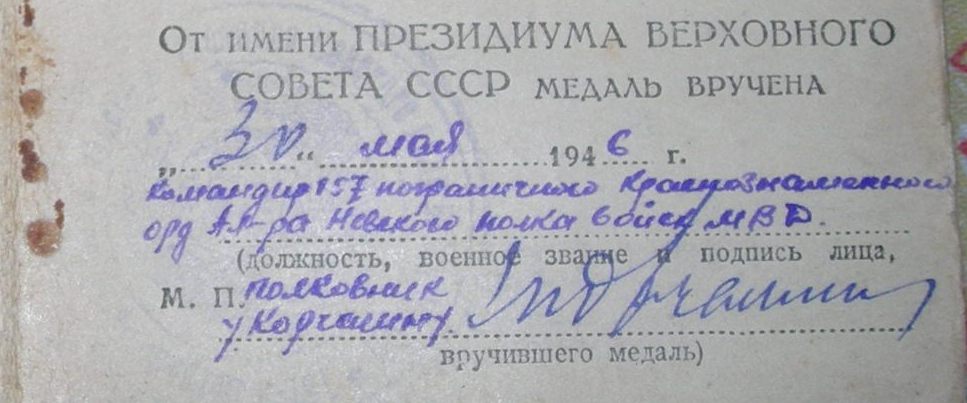 От имени ПРЕЗИДИУМА ВЕРХОВНОГО
СОВЕТА СССР медаль вручена
„30“ мая 1946 г.
Командир 157 пограничного Краснознаменного
орд Ал-ра Невского полка войск МВД.
(должность, военное звание и подпись лица,
М. П. полковник
вручившего медаль)